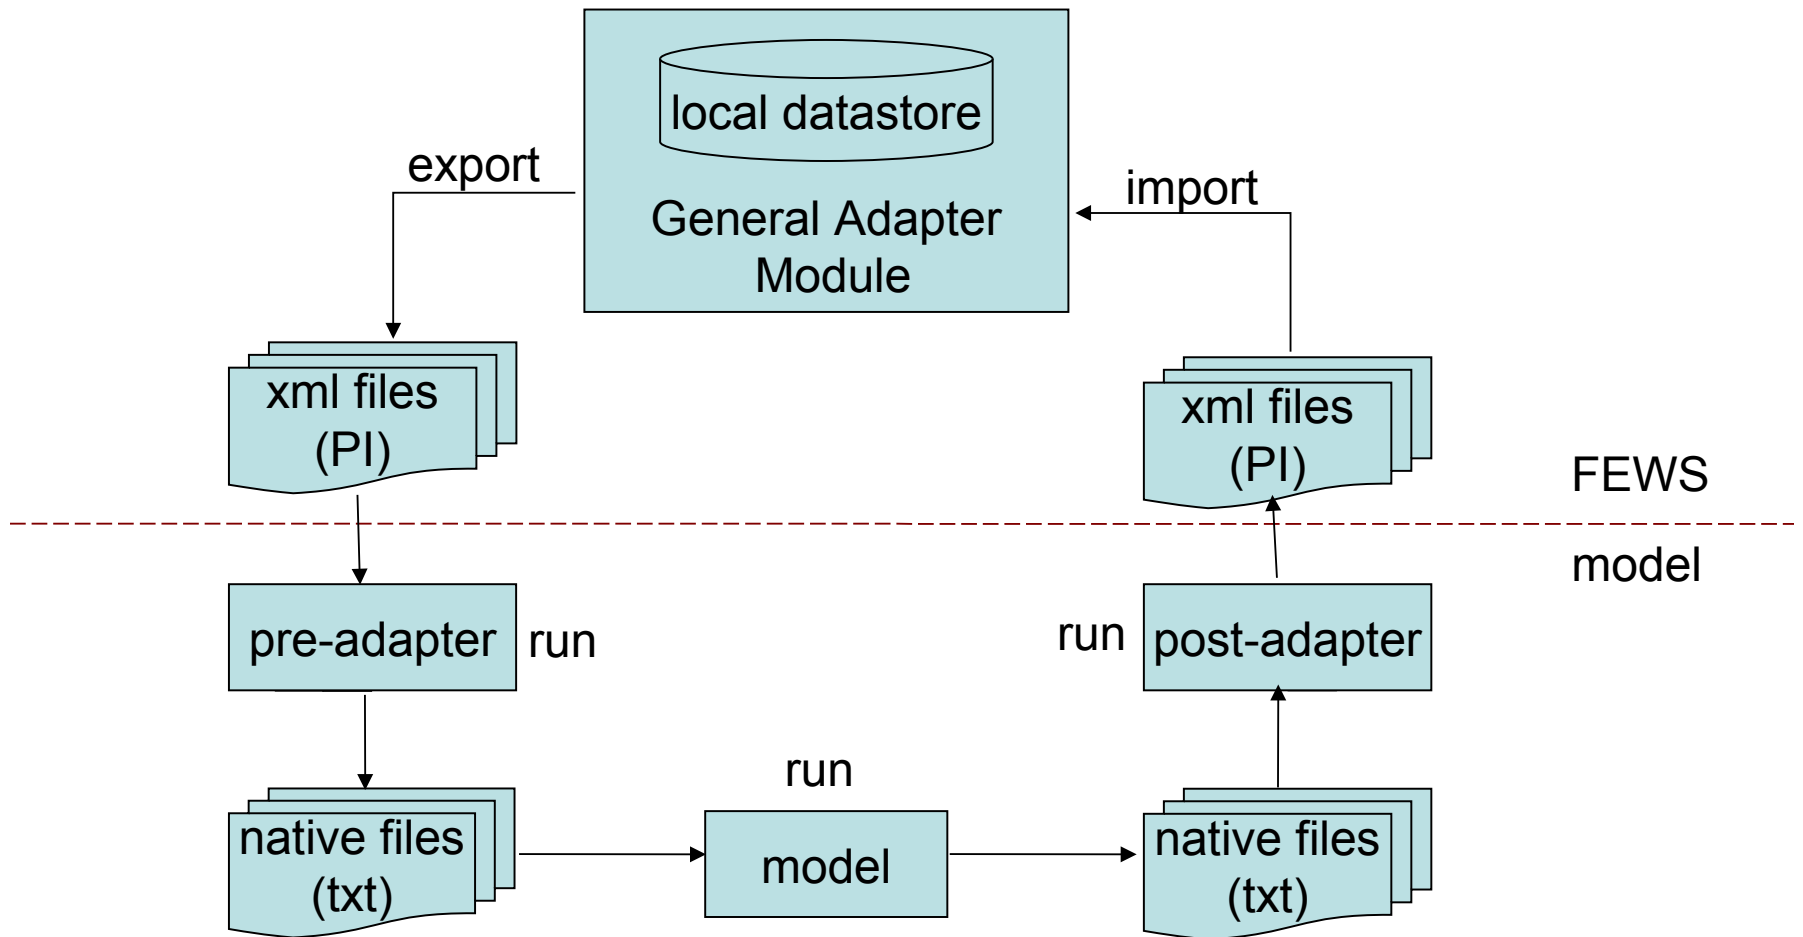 local datastore
export
import
General Adapter
Module
xml files
(PI)
xml files
(PI)
FEWS
model
pre-adapter
run
run
post-adapter
run
native files
(txt)
model
native files
(txt)